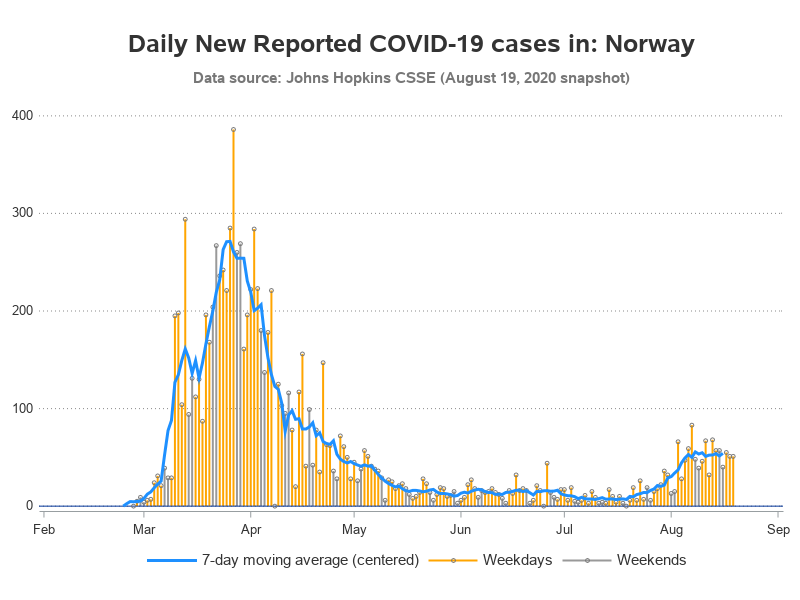 Daily New Reported COVID-19 cases in: Norway
Data source: Johns Hopkins CSSE (August 19, 2020 snapshot)
400
300
200
100
0
Feb Mar Apr May Jun Jul Aug Sep
7-day moving average (centered) Weekdays Weekends